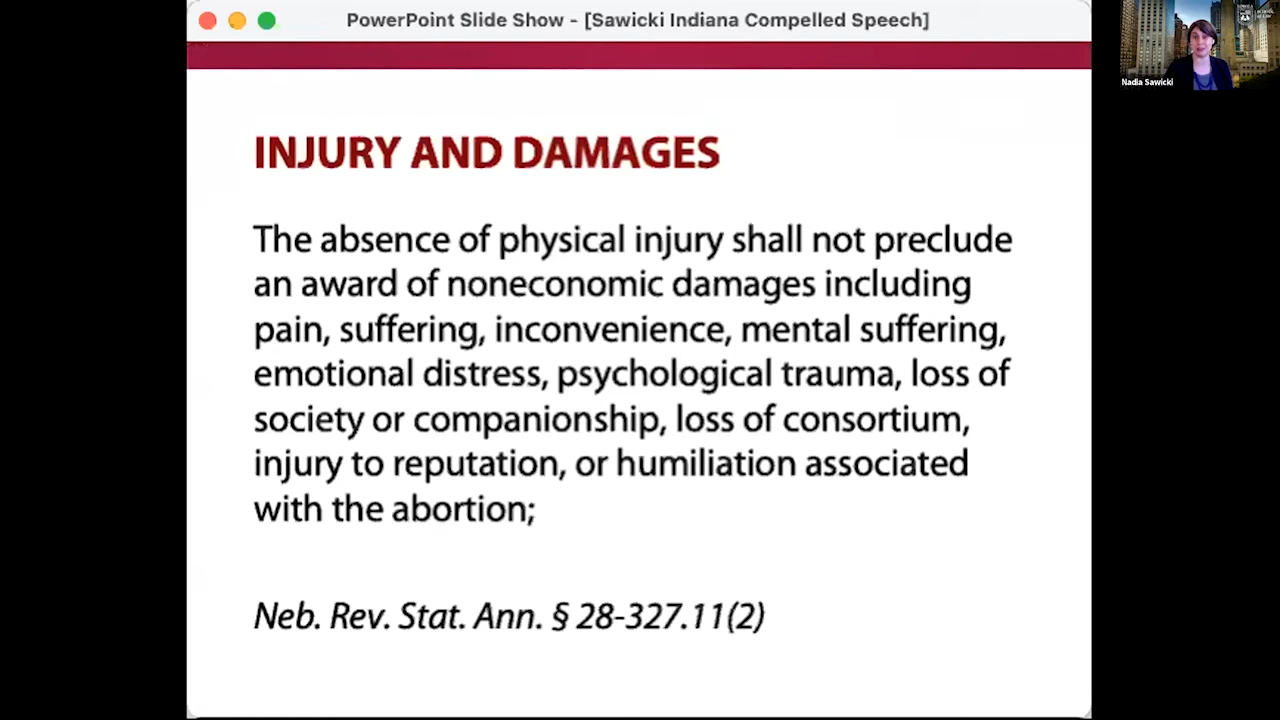 PowerPoint Slide Show - [Sawicki Indiana Compelled Speech]
INJURY AND DAMAGES
The absence of physical injury shall not preclude
an award of noneconomic damages including
pain, suffering, inconvenience, mental suffering,
emotional distress, psychological trauma, loss of
society or companionship, loss of consortium,
injury to reputation, or humiliation associated
with the abortion;
Neb. Rev. Stat. Ann. § 28-327.11(2)
Nadia Sawicki